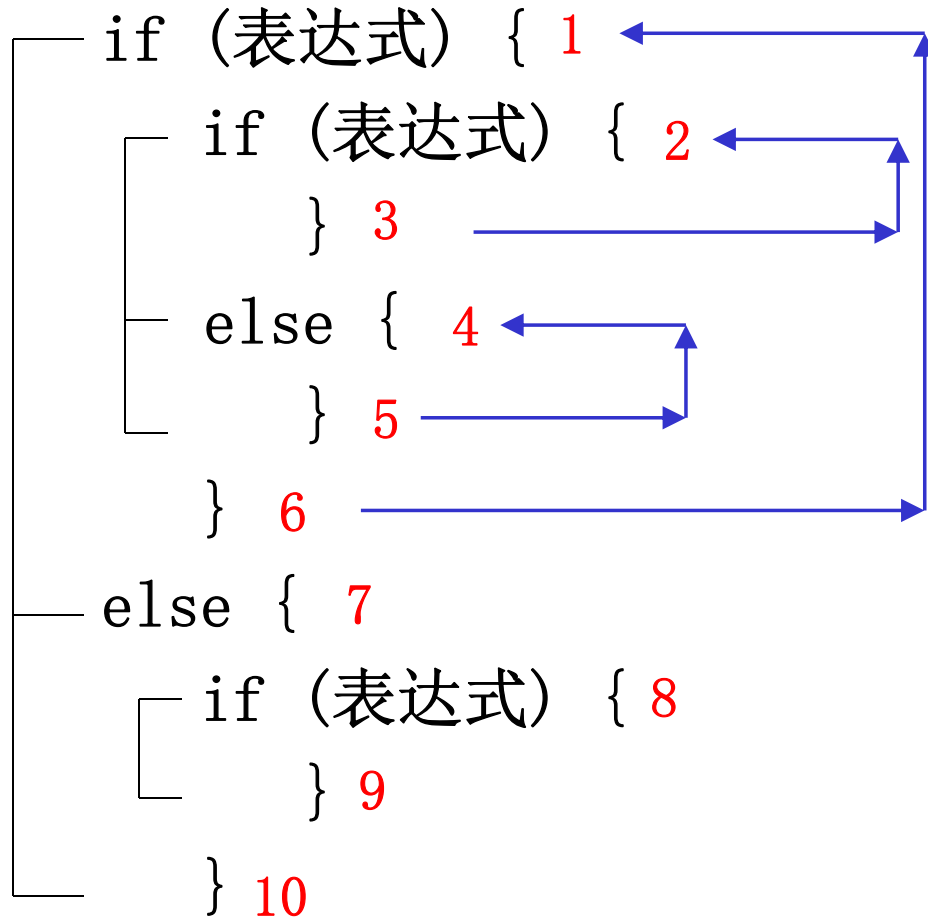 if (表达式) { 1
if (表达式) { 2
} 3
else { 4
} 5
} 6
else { 7
if (表达式) { 8
} 9
} 10